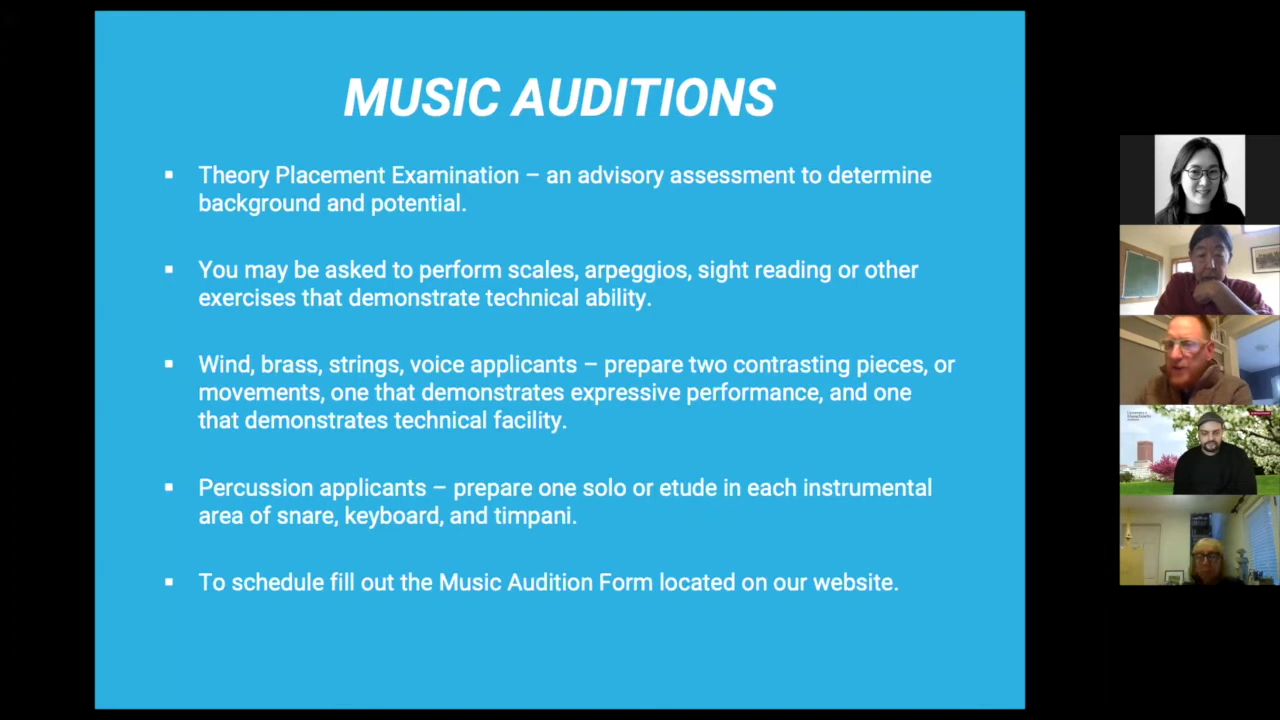 MUSIC AUDITIONS
▪ Theory Placement Examination – an advisory assessment to determine
background and potential.
▪ You may be asked to perform scales, arpeggios, sight reading or other
exercises that demonstrate technical ability.
▪ Wind, brass, strings, voice applicants – prepare two contrasting pieces, or
movements, one that demonstrates expressive performance, and one
that demonstrates technical facility.
▪ Percussion applicants – prepare one solo or etude in each instrumental
area of snare, keyboard, and timpani.
▪ To schedule fill out the Music Audition Form located on our website.